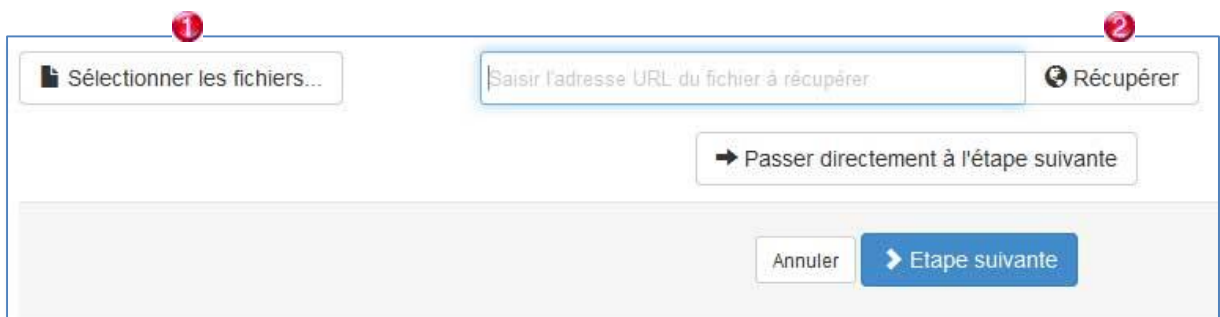 1 2
Sélectionner les fichiers... Saisir l'adresse URL du fichier à récupérer Récupérer
Passer directement à l'étape suivante
Annuler Etape suivante